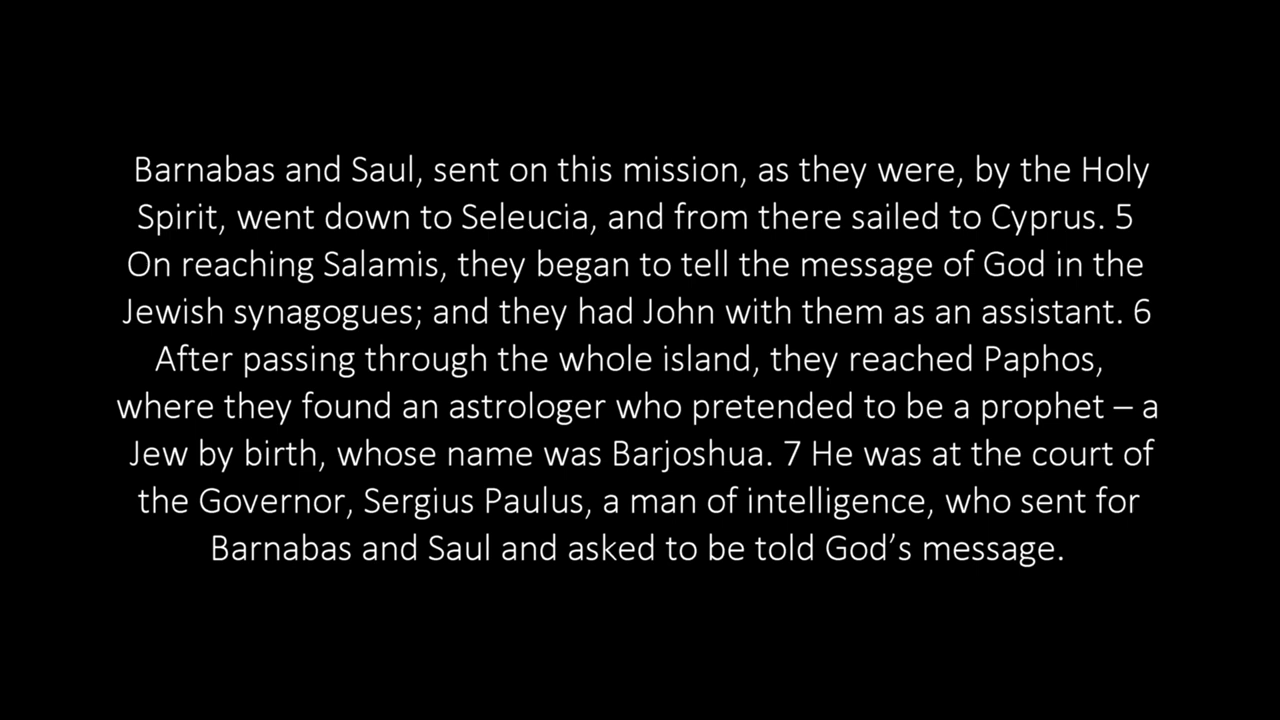 Barnabas and Saul, sent on this mission, as they were, by the Holy
Spirit, went down to Seleucia, and from there sailed to Cyprus. 5
On reaching Salamis, they began to tell the message of God in the
Jewish synagogues; and they had John with them as an assistant. 6
After passing through the whole island, they reached Paphos,
where they found an astrologer who pretended to be a prophet – a
Jew by birth, whose name was Barjoshua. 7 He was at the court of
the Governor, Sergius Paulus, a man of intelligence, who sent for
Barnabas and Saul and asked to be told God’s message.